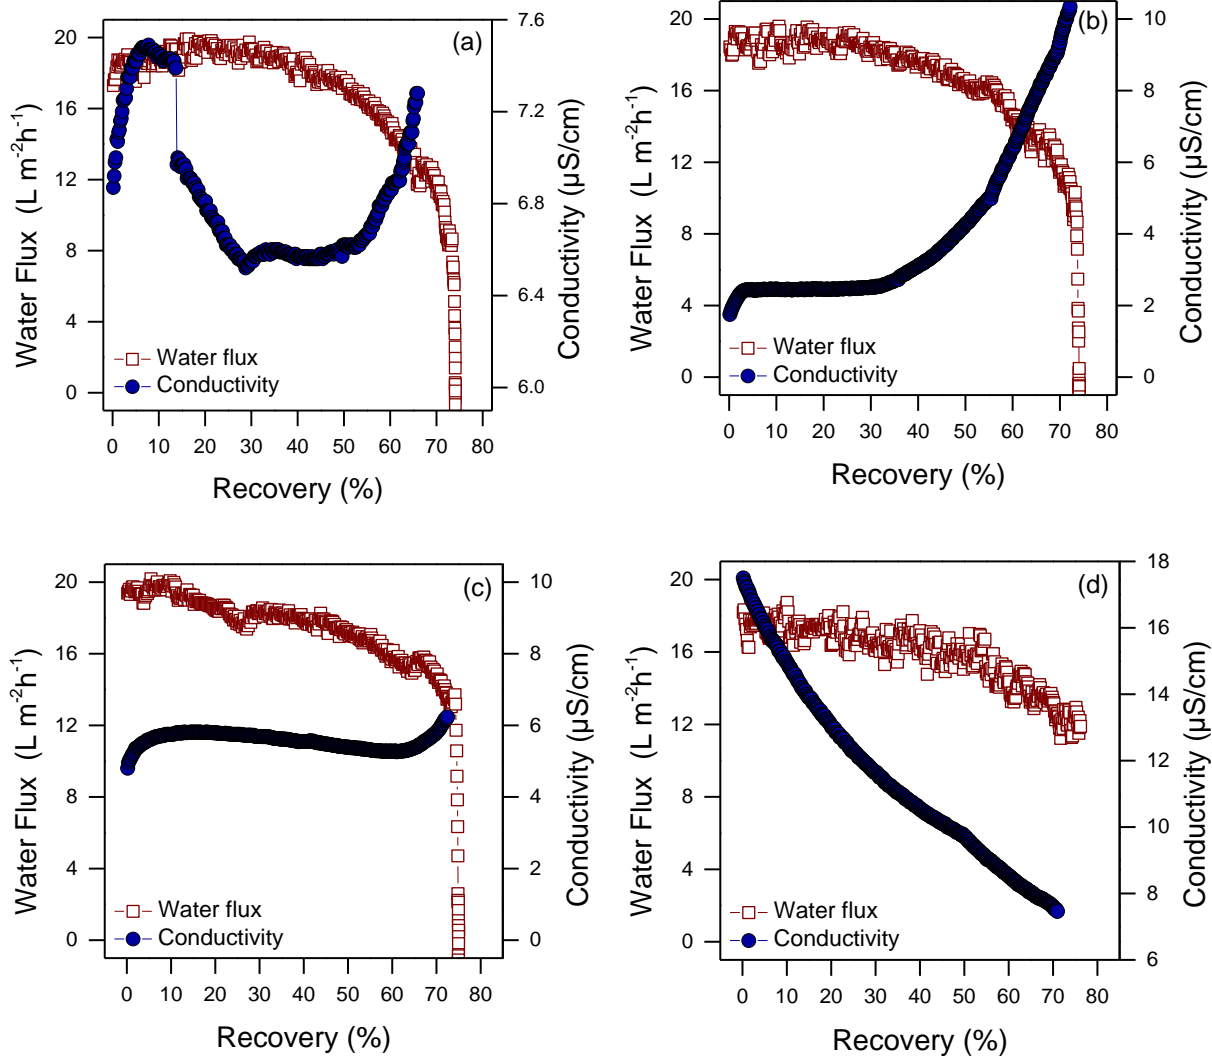 (a)
Water Flux (L m⁻²h⁻¹)
20
16
12
8
4
0
7.6
7.2
6.8
6.4
6.0
Conductivity (µS/cm)
Water flux
Conductivity
0 10 20 30 40 50 60 70 80
Recovery (%)
(b)
Water Flux (L m⁻²h⁻¹)
20
16
12
8
4
0
10
8
6
4
2
0
Conductivity (µS/cm)
Water flux
Conductivity
0 10 20 30 40 50 60 70 80
Recovery (%)
(c)
Water Flux (L m⁻²h⁻¹)
20
16
12
8
4
0
10
8
6
4
2
0
Conductivity (µS/cm)
Water flux
Conductivity
0 10 20 30 40 50 60 70 80
Recovery (%)
(d)
Water Flux (L m⁻²h⁻¹)
20
16
12
8
4
0
18
16
14
12
10
8
6
Conductivity (µS/cm)
Water flux
Conductivity
0 10 20 30 40 50 60 70 80
Recovery (%)